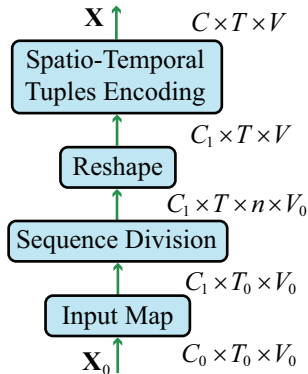 X C × T × V
Spatio-Temporal
Tuples Encoding
C₁ × T × V
Reshape
C₁ × T × n × V₀
Sequence Division
C₁ × T₀ × V₀
Input Map
X₀ C₀ × T₀ × V₀